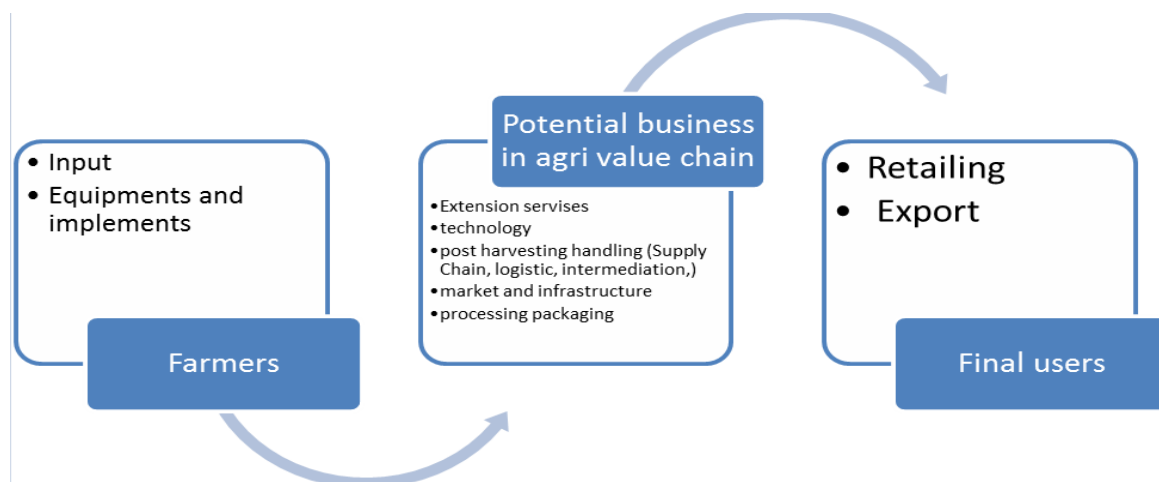 • Input
• Equipments and
implements
Farmers
Potential business
in agri value chain
•Extension servises
•technology
•post harvesting handling (Supply
Chain, logistic, intermediation,)
•market and infrastructure
•processing packaging
• Retailing
• Export
Final users